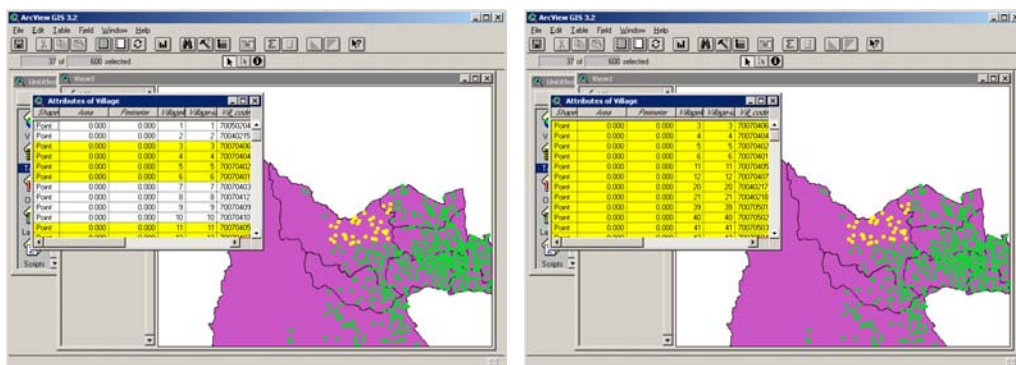 ArcView GIS 3.2
File Edit Table Field Window Help
37 of 600 selected
Untitled
View1
Attributes of Village
Shape Area Perimeter Vil_code
Point 0.000 0.000 1 1 70050204
Point 0.000 0.000 2 2 70040215
Point 0.000 0.000 3 3 70070406
Point 0.000 0.000 4 4 70070404
Point 0.000 0.000 5 5 70070402
Point 0.000 0.000 6 6 70070401
Point 0.000 0.000 7 7 70070403
Point 0.000 0.000 8 8 70070412
Point 0.000 0.000 9 9 70070409
Point 0.000 0.000 10 10 70070410
Point 0.000 0.000 11 11 70070405
Scripts
ArcView GIS 3.2
File Edit Table Field Window Help
37 of 600 selected
Untitled
View1
Attributes of Village
Shape Area Perimeter Vil_code
Point 0.000 0.000 3 3 70070406
Point 0.000 0.000 4 4 70070404
Point 0.000 0.000 5 5 70070402
Point 0.000 0.000 6 6 70070401
Point 0.000 0.000 11 11 70070405
Point 0.000 0.000 12 12 70070407
Point 0.000 0.000 20 20 70040217
Point 0.000 0.000 21 21 70040218
Point 0.000 0.000 39 39 70070501
Point 0.000 0.000 40 40 70070502
Point 0.000 0.000 41 41 70070503
Scripts